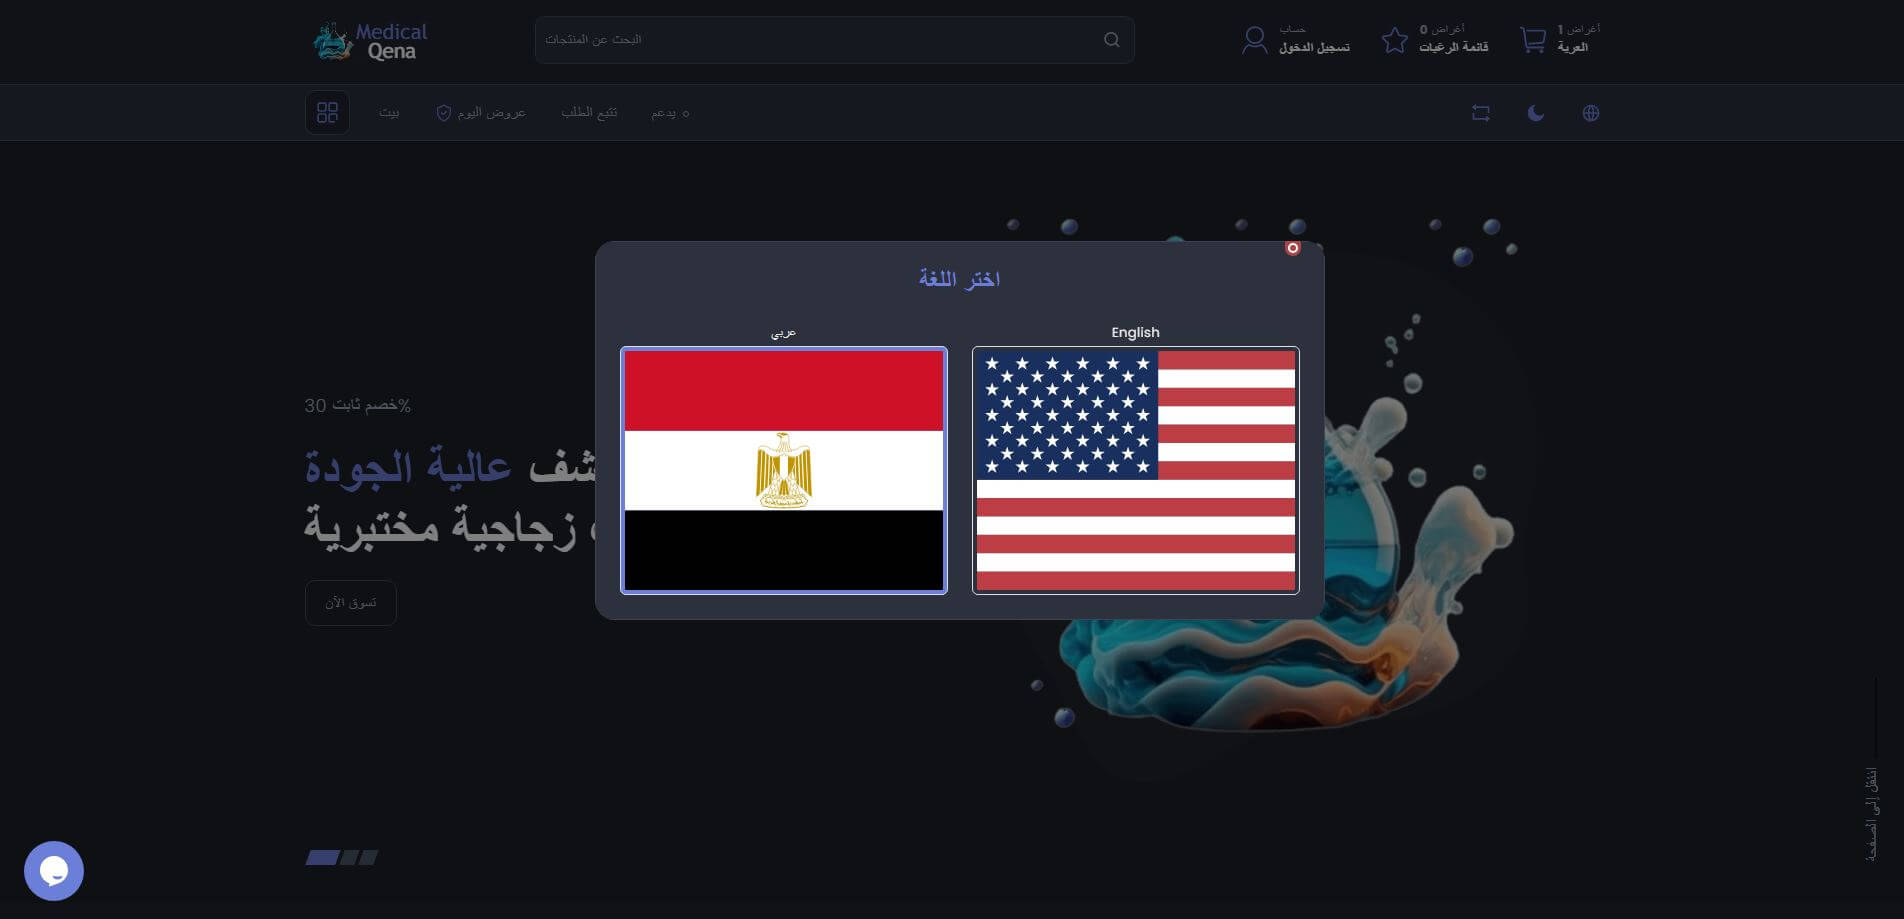 Medical
Qena
البحث عن المنتجات
حساب
تسجيل الدخول
0 أغراض
قائمة الرغبات
1 أغراض
العربة
بيت
عروض اليوم
تتبع الطلب
يدعم
اختر اللغة
عربي
English
خصم ثابت 30%
شف عالية الجودة
زجاجية مختبرية
تسوق الآن
انتقل إلى الصفحة